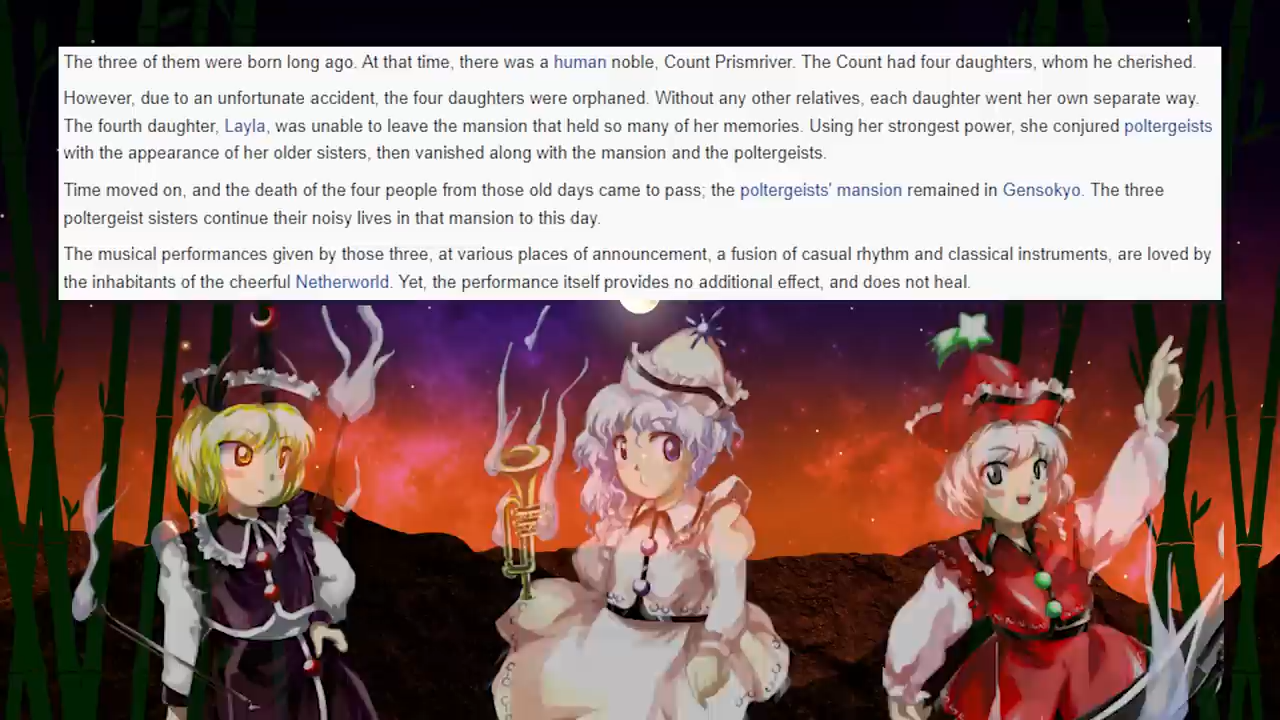 The three of them were born long ago. At that time, there was a human noble, Count Prismriver. The Count had four daughters, whom he cherished.
However, due to an unfortunate accident, the four daughters were orphaned. Without any other relatives, each daughter went her own separate way.
The fourth daughter, Layla, was unable to leave the mansion that held so many of her memories. Using her strongest power, she conjured poltergeists
with the appearance of her older sisters, then vanished along with the mansion and the poltergeists.
Time moved on, and the death of the four people from those old days came to pass; the poltergeists' mansion remained in Gensokyo. The three
poltergeist sisters continue their noisy lives in that mansion to this day.
The musical performances given by those three, at various places of announcement, a fusion of casual rhythm and classical instruments, are loved by
the inhabitants of the cheerful Netherworld. Yet, the performance itself provides no additional effect, and does not heal.